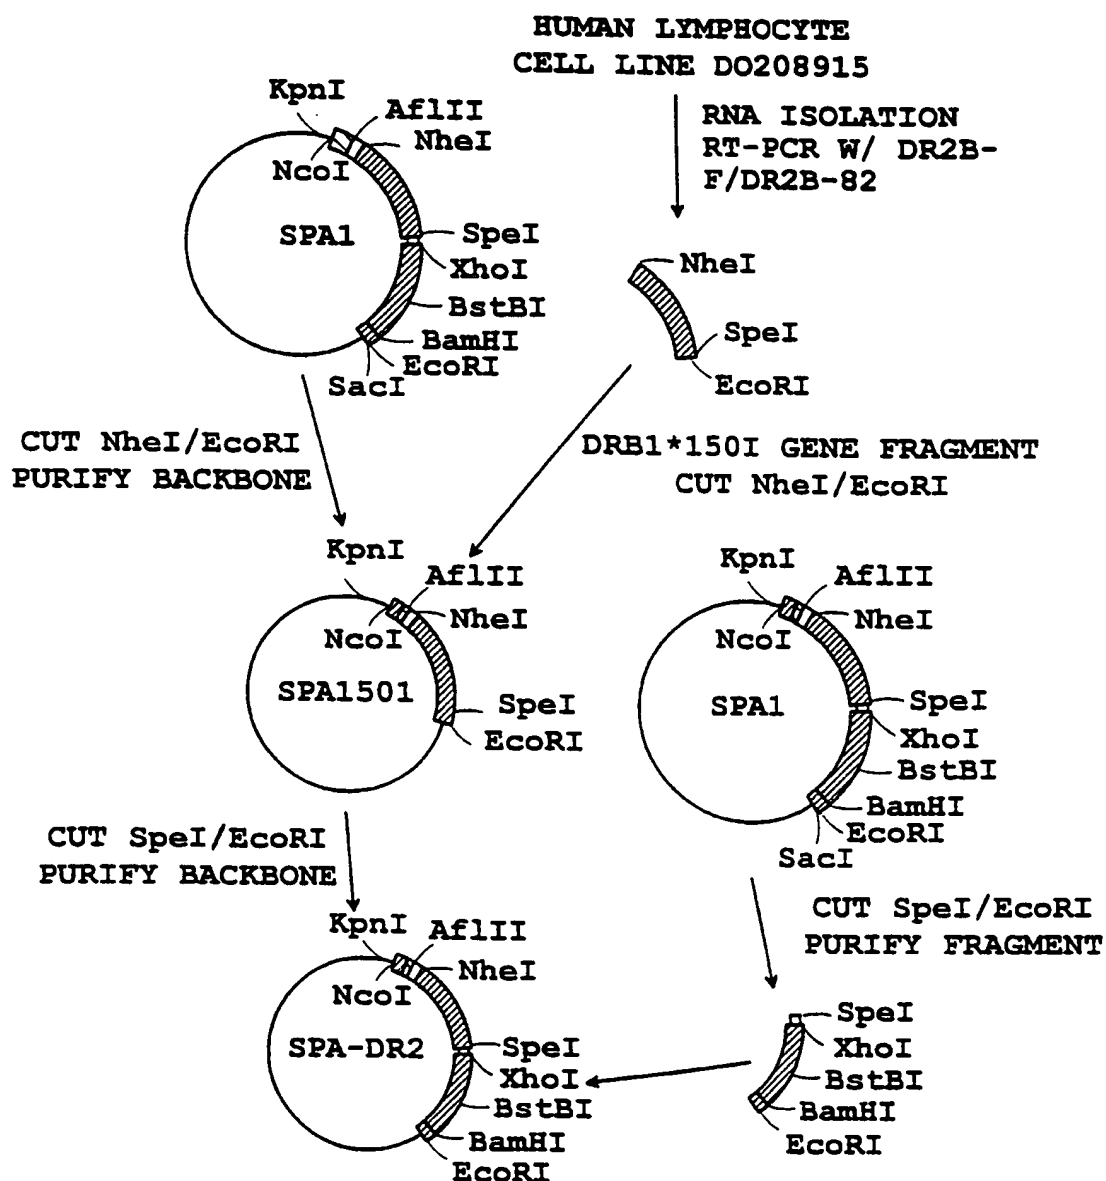 HUMAN LYMPHOCYTE
CELL LINE DO208915
RNA ISOLATION
RT-PCR W/ DR2B-
F/DR2B-82
KpnI
AflII
NheI
NcoI
SPA1
SpeI
XhoI
BstBI
BamHI
EcoRI
SacI
NheI
SpeI
EcoRI
CUT NheI/EcoRI
PURIFY BACKBONE
DRB1*150I GENE FRAGMENT
CUT NheI/EcoRI
KpnI
AflII
NheI
NcoI
SPA1501
SpeI
EcoRI
KpnI
AflII
NheI
NcoI
SPA1
SpeI
XhoI
BstBI
BamHI
EcoRI
SacI
CUT SpeI/EcoRI
PURIFY BACKBONE
CUT SpeI/EcoRI
PURIFY FRAGMENT
KpnI
AflII
NheI
NcoI
SPA-DR2
SpeI
XhoI
BstBI
BamHI
EcoRI
SpeI
XhoI
BstBI
BamHI
EcoRI